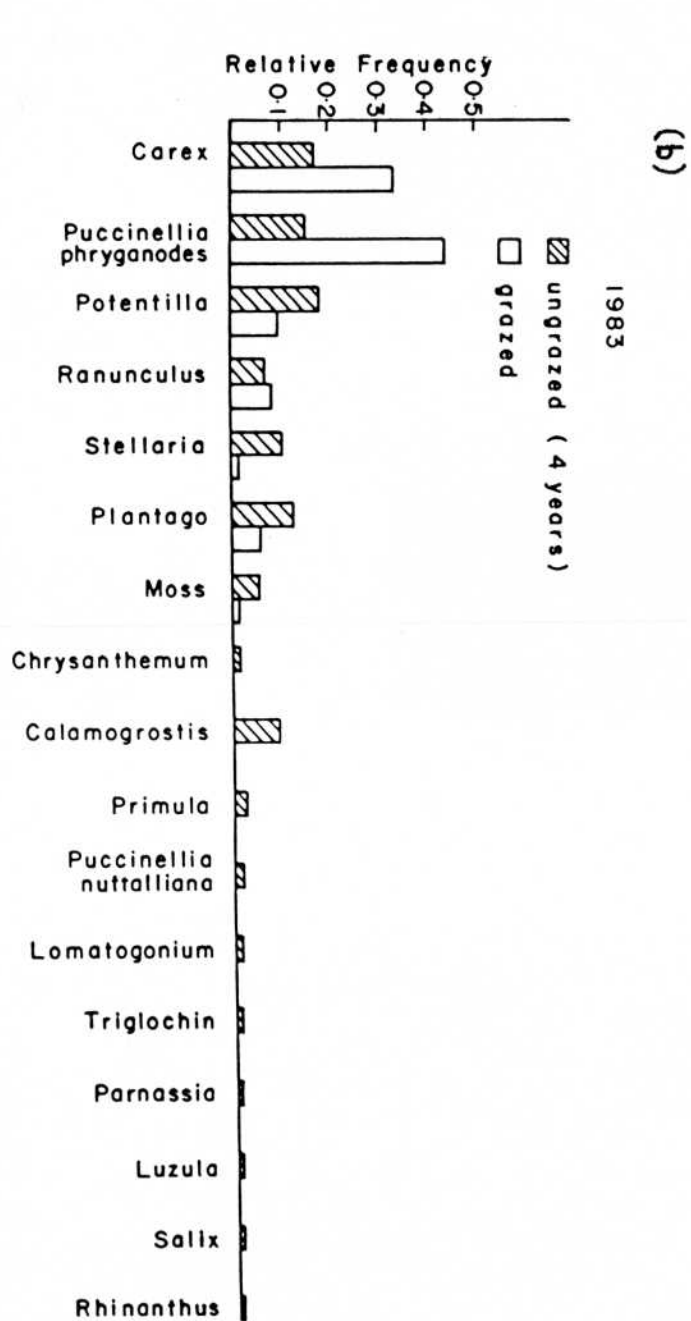 (b)
1983
ungrazed (4 years)
grazed
Relative Frequency
0·1
0·2
0·3
0·4
0·5
Carex
Puccinellia
phryganodes
Potentilla
Ranunculus
Stellaria
Plantago
Moss
Chrysanthemum
Calamogrostis
Primula
Puccinellia
nuttalliana
Lomatogonium
Triglochin
Parnassia
Luzula
Salix
Rhinanthus